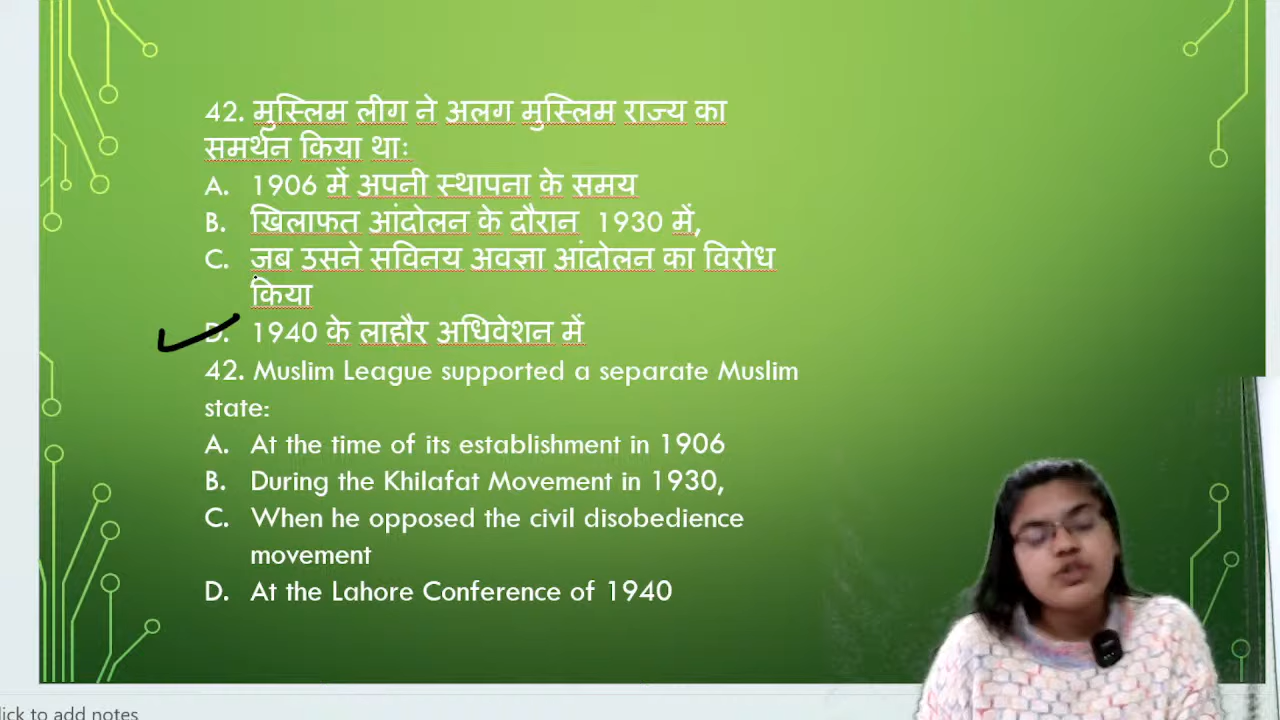 42. मुस्लिम लीग ने अलग मुस्लिम राज्य का
समर्थन किया थाः
A. 1906 में अपनी स्थापना के समय
B. खिलाफत आंदोलन के दौरान 1930 में,
C. जब उसने सविनय अवज्ञा आंदोलन का विरोध
किया
D. 1940 के लाहौर अधिवेशन में
42. Muslim League supported a separate Muslim
state:
A. At the time of its establishment in 1906
B. During the Khilafat Movement in 1930,
C. When he opposed the civil disobedience
movement
D. At the Lahore Conference of 1940
lick to add notes